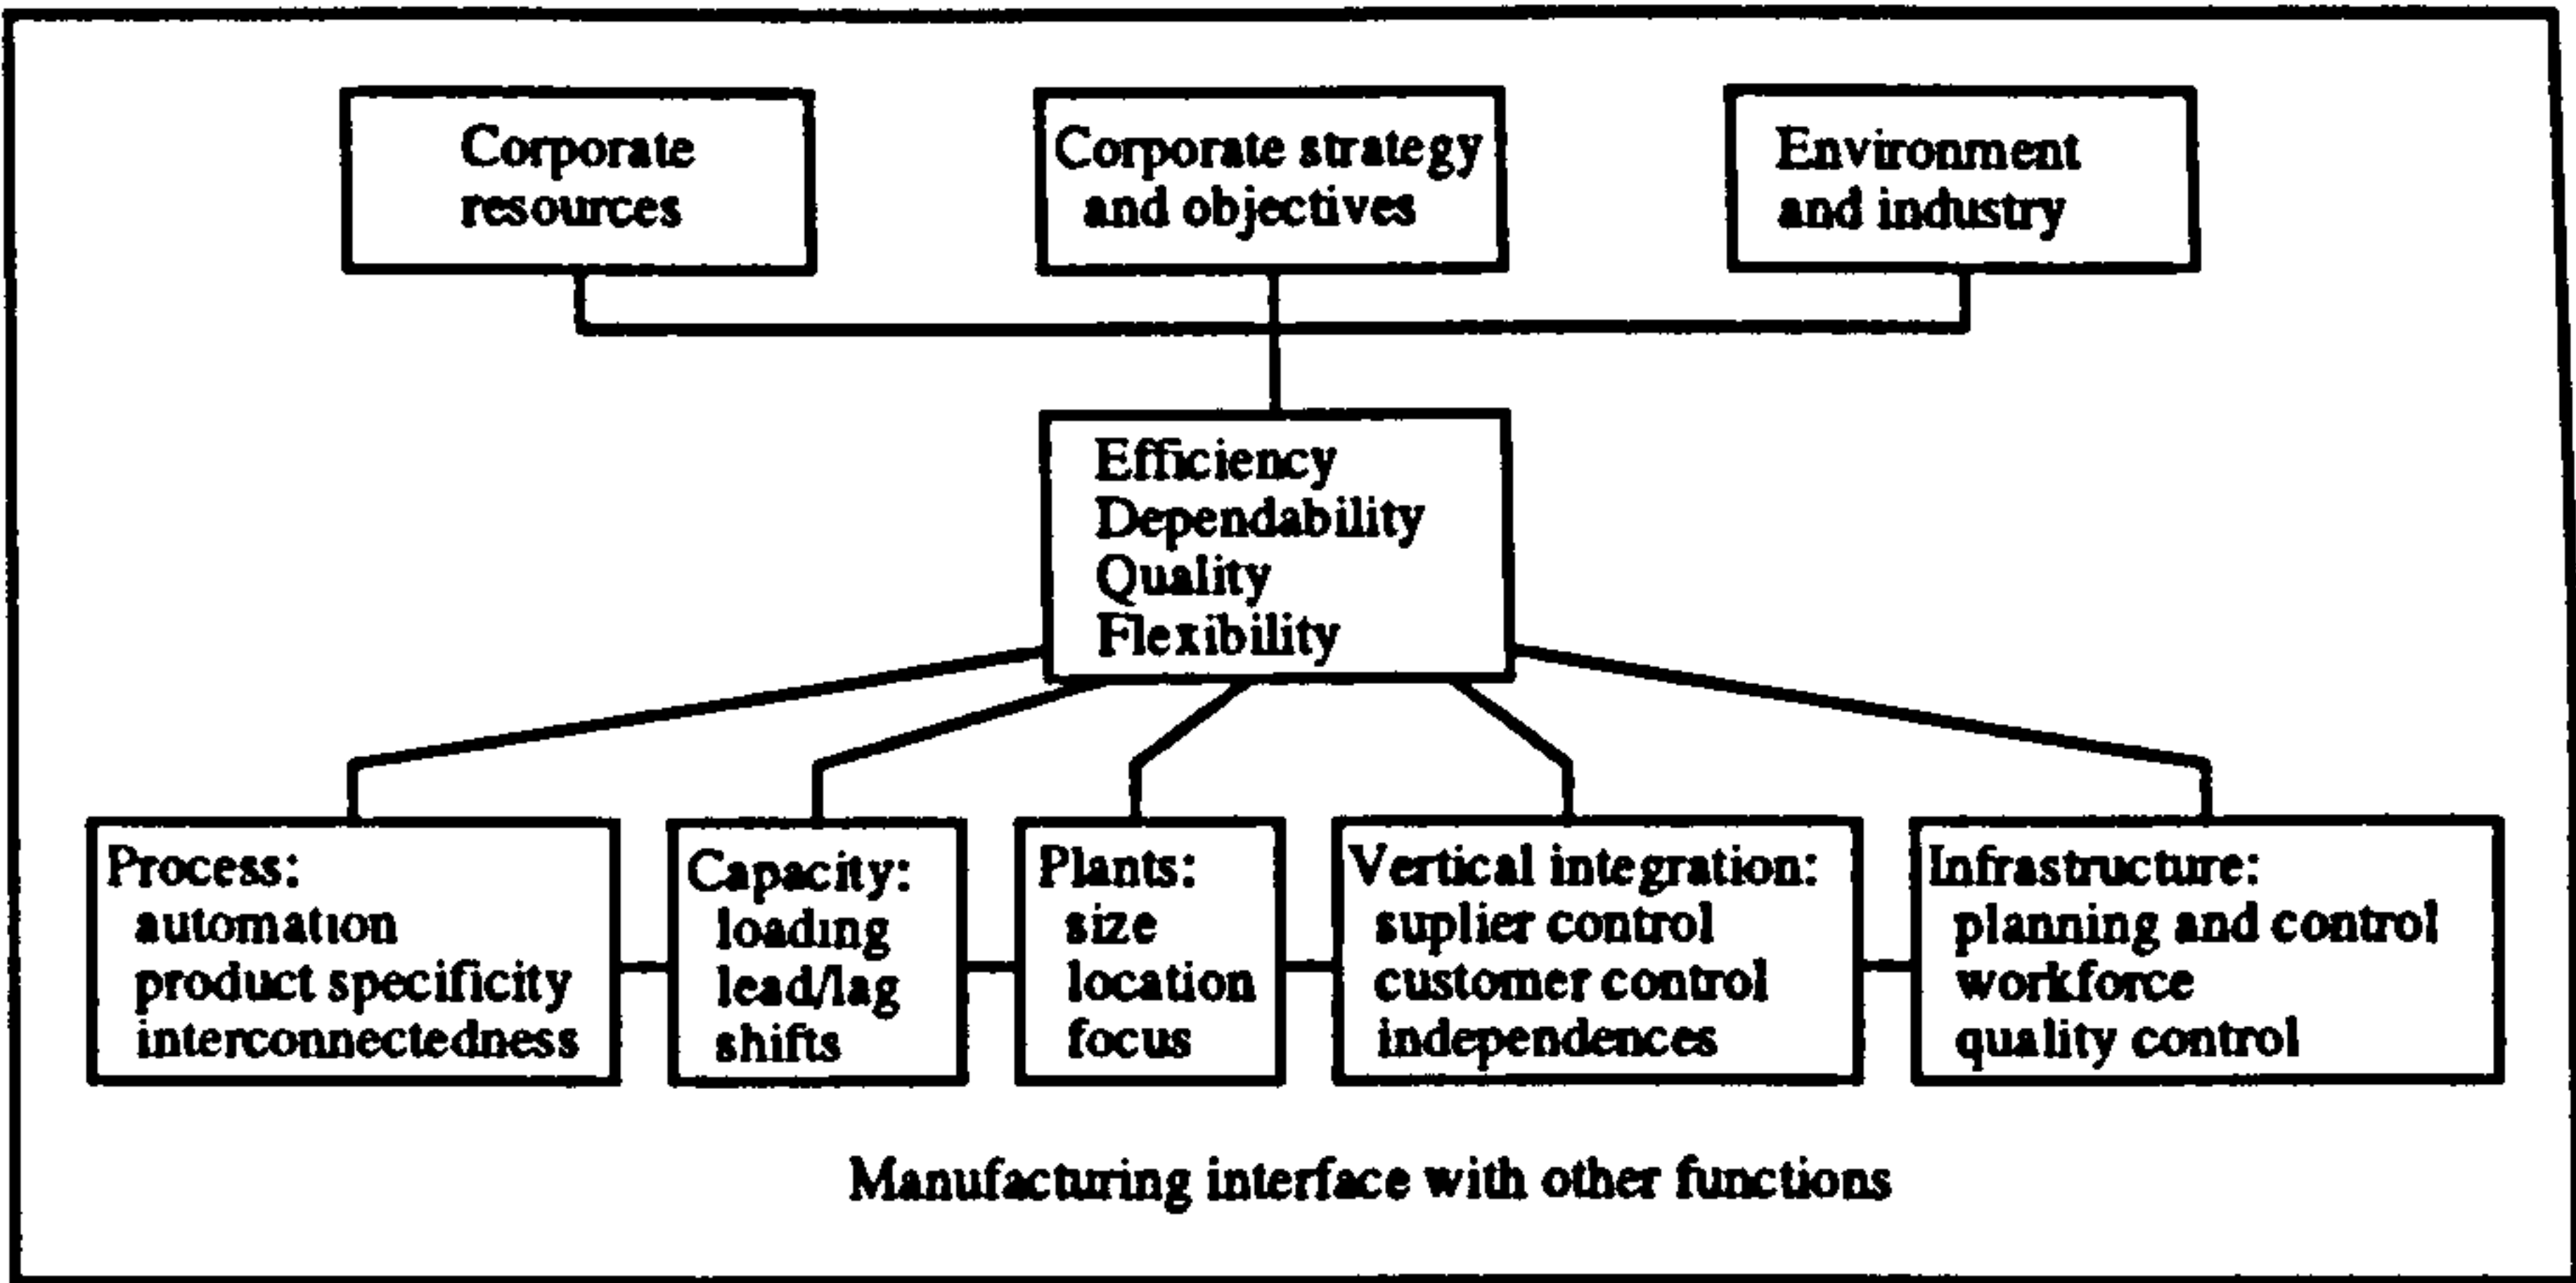 Corporate
resources
Corporate strategy
and objectives
Environment
and industry
Efficiency
Dependability
Quality
Flexibility
Process:
automation
product specificity
interconnectedness
Capacity:
loading
lead/lag
shifts
Plants:
size
location
focus
Vertical integration:
suplier control
customer control
independences
Infrastructure:
planning and control
workforce
quality control
Manufacturing interface with other functions